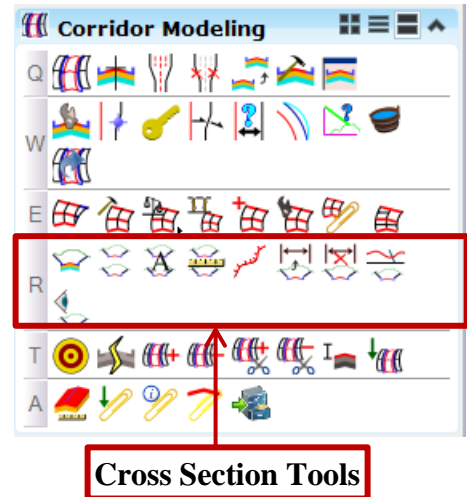 Corridor Modeling
Q
W
E
R
A
T
I
A
Cross Section Tools